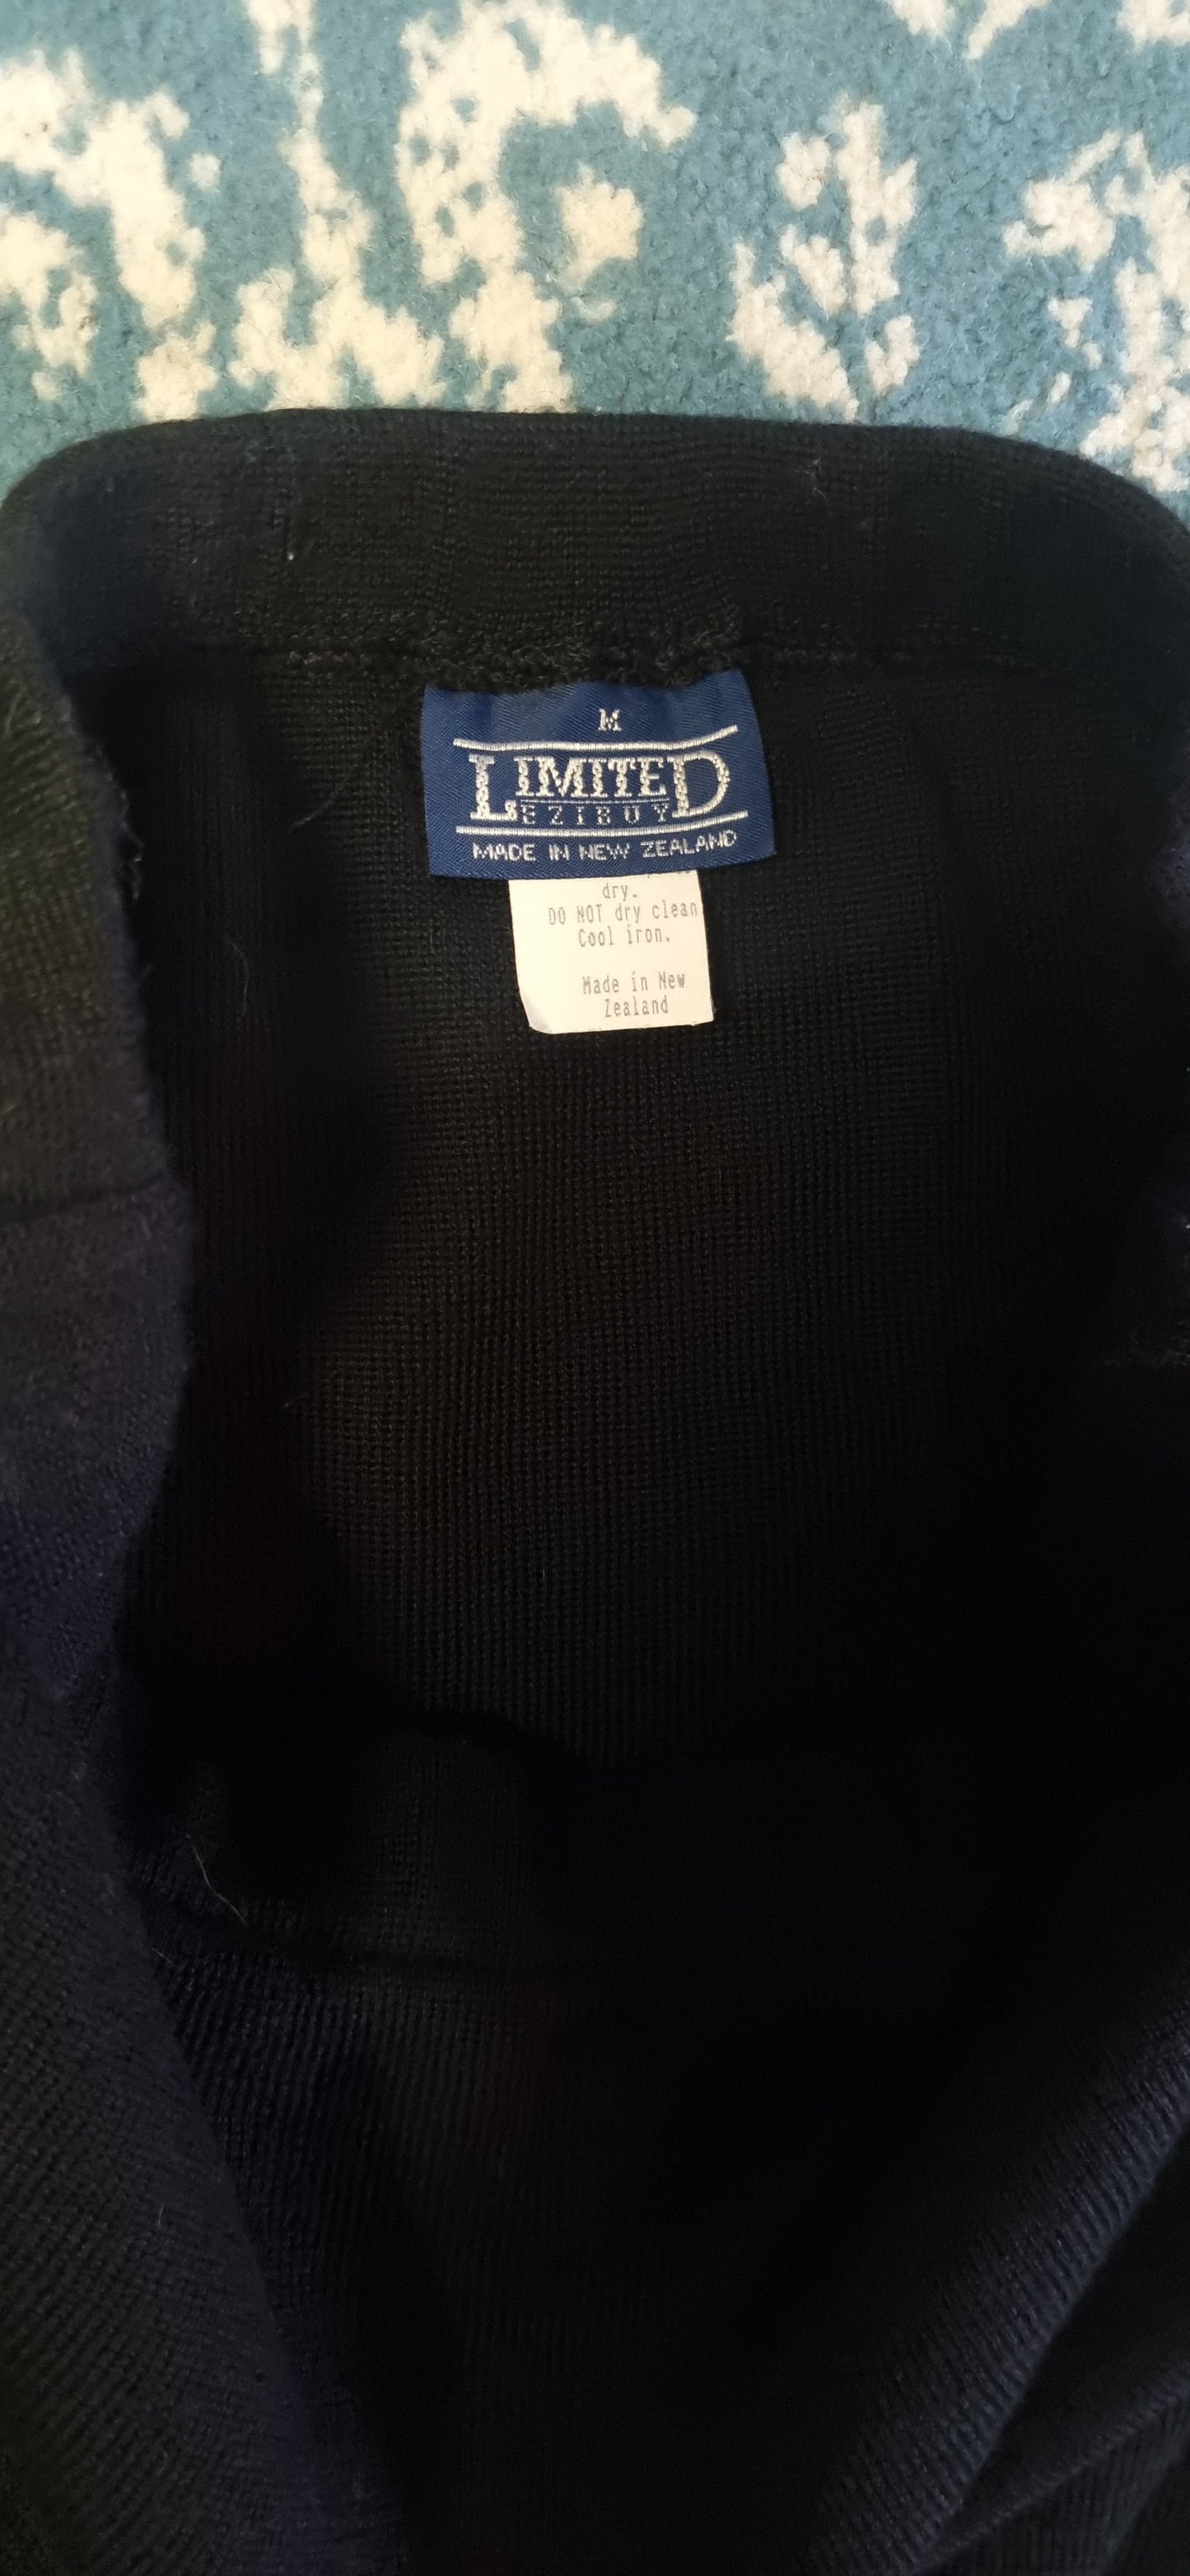 M
LIMITED
EZIBUY
MADE IN NEW ZEALAND
dry.
DO NOT dry clean
Cool iron.
Made in New
Zealand